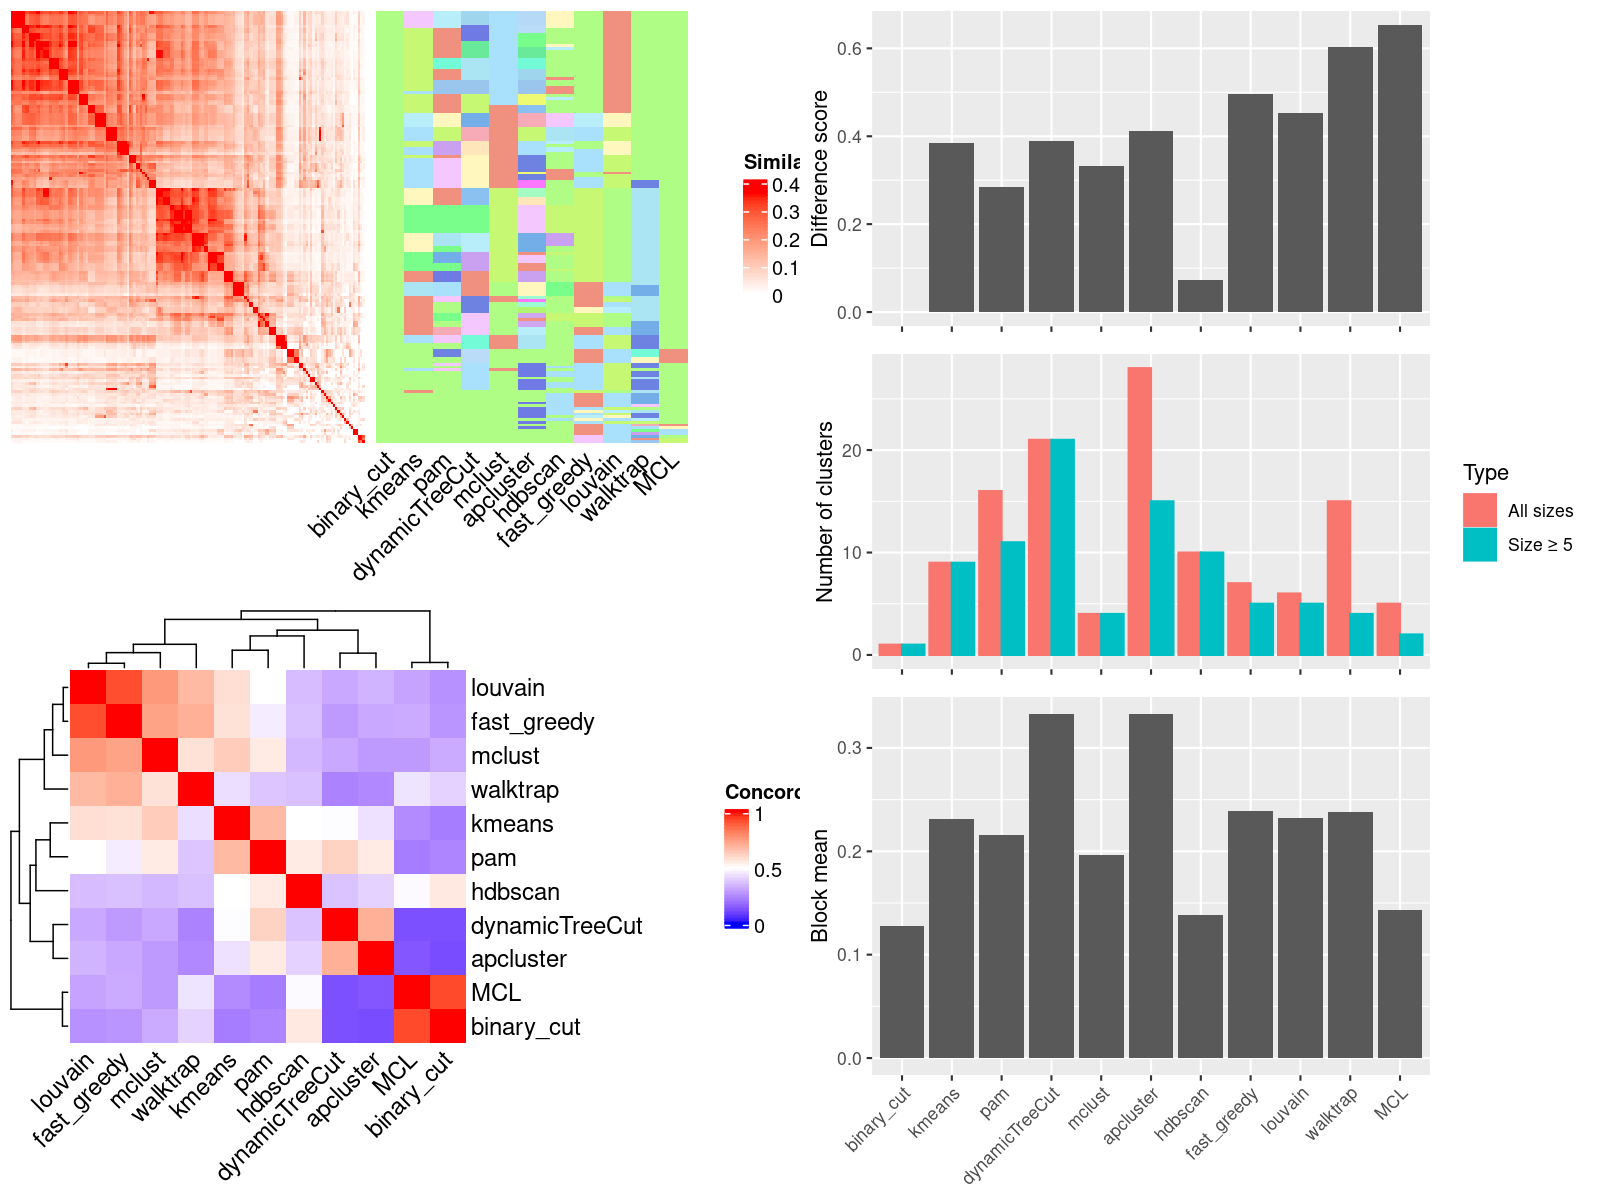 Simila
0.4
0.3
0.2
0.1
0
binary_cut
kmeans
pam
dynamicTreeCut
mclust
apcluster
hdbscan
fast_greedy
louvain
walktrap
MCL
louvain
fast_greedy
mclust
walktrap
kmeans
pam
hdbscan
dynamicTreeCut
apcluster
MCL
binary_cut
louvain
fast_greedy
mclust
walktrap
kmeans
pam
hdbscan
dynamicTreeCut
apcluster
MCL
binary_cut
Concord
1
0.5
0
Difference score
0.6
0.4
0.2
0.0
Number of clusters
20
10
0
Type
All sizes
Size ≥ 5
Block mean
0.3
0.2
0.1
0.0
binary_cut
kmeans
pam
dynamicTreeCut
mclust
apcluster
hdbscan
fast_greedy
louvain
walktrap
MCL